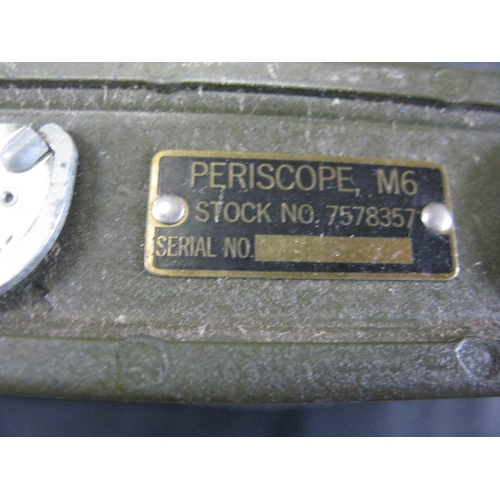 PERISCOPE, M6
STOCK NO. 7578357
SERIAL NO.